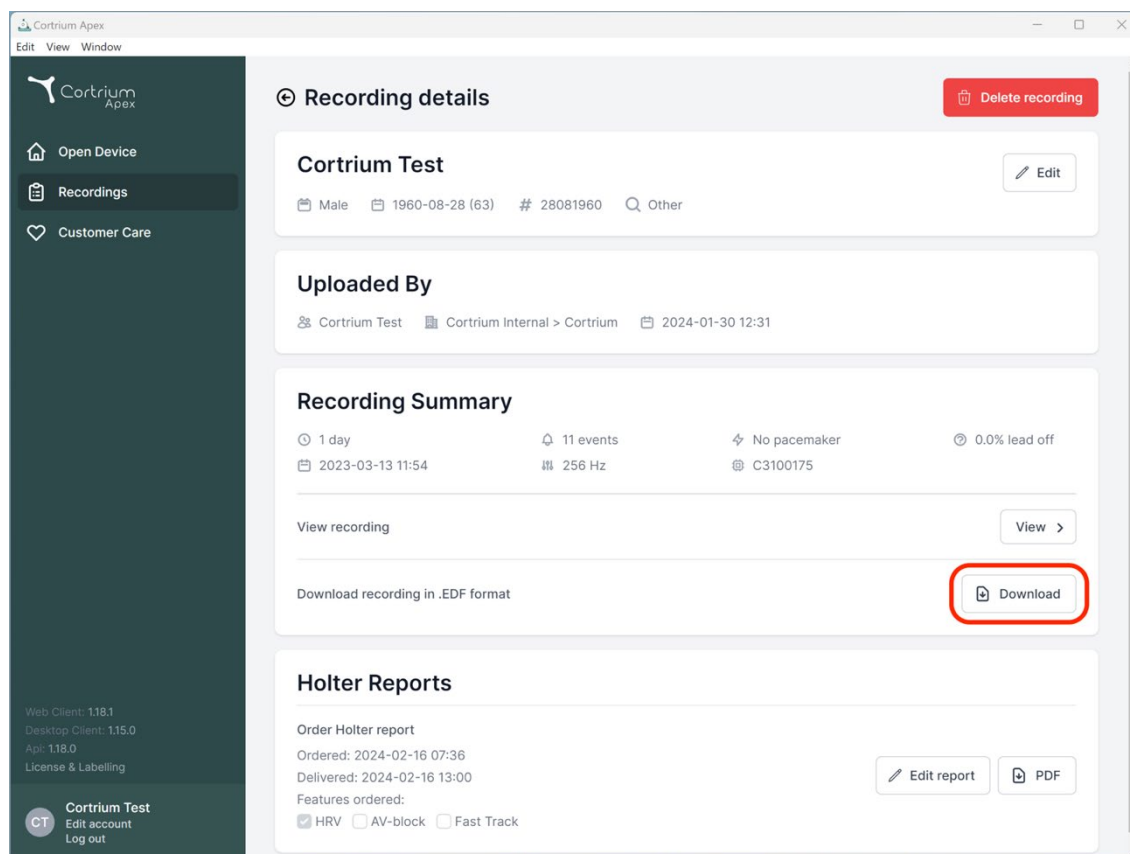 Cortrium Apex
Edit View Window
Cortrium
Apex
Open Device
Recordings
Customer Care
Web Client: 1.18.1
Desktop Client: 1.15.0
Api: 1.18.0
License & Labelling
CT
Cortrium Test
Edit account
Log out
Recording details
Delete recording
Cortrium Test
Edit
Male 1960-08-28 (63) # 28081960 Other
Uploaded By
Cortrium Test Cortrium Internal > Cortrium 2024-01-30 12:31
Recording Summary
1 day 11 events No pacemaker 0.0% lead off
2023-03-13 11:54 256 Hz C3100175
View recording View >
Download recording in .EDF format Download
Holter Reports
Order Holter report
Ordered: 2024-02-16 07:36
Delivered: 2024-02-16 13:00
Edit report PDF
Features ordered:
HRV AV-block Fast Track